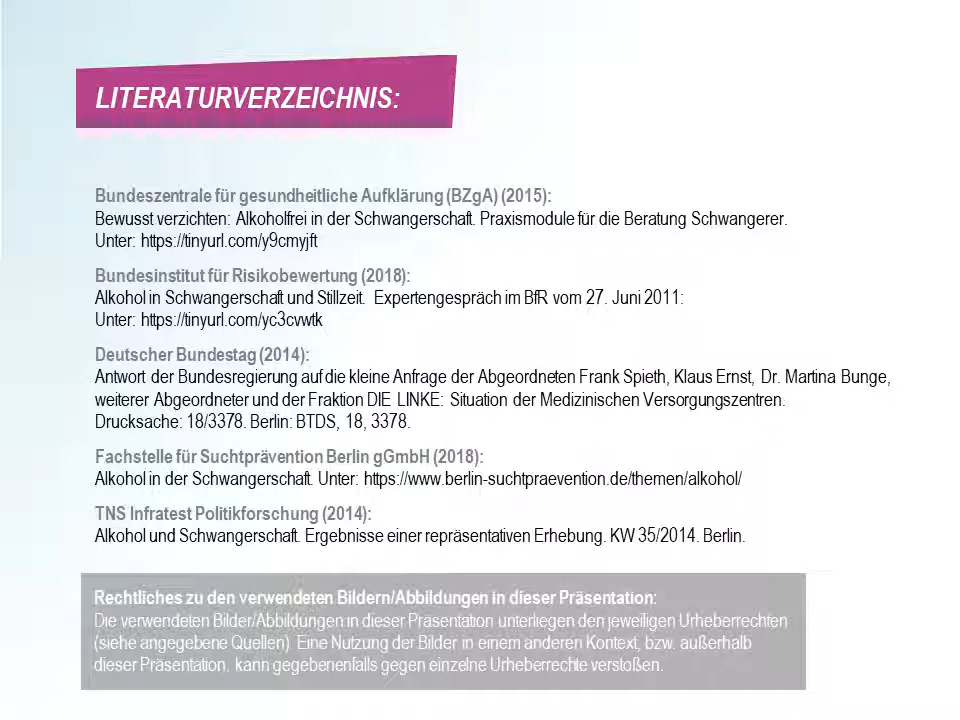 LITERATURVERZEICHNIS:
Bundeszentrale für gesundheitliche Aufklärung (BZgA) (2015):
Bewusst verzichten: Alkoholfrei in der Schwangerschaft. Praxismodule für die Beratung Schwangerer.
Unter: https://tinyurl.com/y9cmyjft
Bundesinstitut für Risikobewertung (2018):
Alkohol in Schwangerschaft und Stillzeit. Expertengespräch im BfR vom 27. Juni 2011:
Unter: https://tinyurl.com/yc3cvwtk
Deutscher Bundestag (2014):
Antwort der Bundesregierung auf die kleine Anfrage der Abgeordneten Frank Spieth, Klaus Ernst, Dr. Martina Bunge,
weiterer Abgeordneter und der Fraktion DIE LINKE: Situation der Medizinischen Versorgungszentren.
Drucksache: 18/3378. Berlin: BTDS, 18, 3378.
Fachstelle für Suchtprävention Berlin gGmbH (2018):
Alkohol in der Schwangerschaft. Unter: https://www.berlin-suchtpraevention.de/themen/alkohol/
TNS Infratest Politikforschung (2014):
Alkohol und Schwangerschaft. Ergebnisse einer repräsentativen Erhebung. KW 35/2014. Berlin.
Rechtliches zu den verwendeten Bildern/Abbildungen in dieser Präsentation:
Die verwendeten Bilder/Abbildungen in dieser Präsentation unterliegen den jeweiligen Urheberrechten
(siehe angegebene Quellen). Eine Nutzung der Bilder in einem anderen Kontext, bzw. außerhalb
dieser Präsentation, kann gegebenenfalls gegen einzelne Urheberrechte verstoßen.